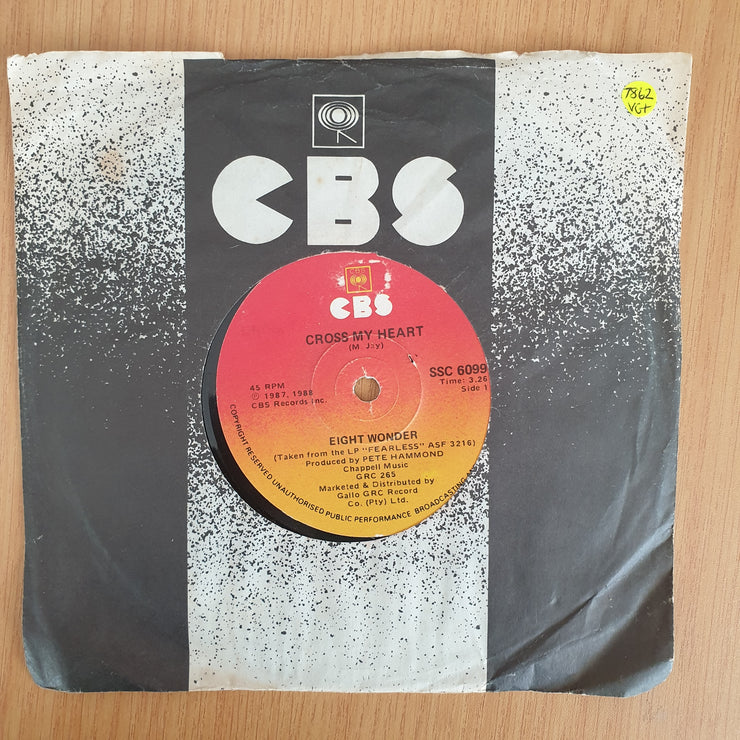 T862
VG+
CBS
CBS
CBS
CROSS MY HEART
(M. Jay)
SSC 6099
45 RPM
Time: 3.26
℗ 1987, 1988
Side 1
CBS Records Inc.
EIGHT WONDER
(Taken from the LP "FEARLESS" ASF 3216)
Produced by PETE HAMMOND
Chappell Music
GRC 265
Marketed & Distributed by
Gallo GRC Record
Co. (Pty) Ltd.
COPYRIGHT RESERVED UNAUTHORISED PUBLIC PERFORMANCE BROADCASTING